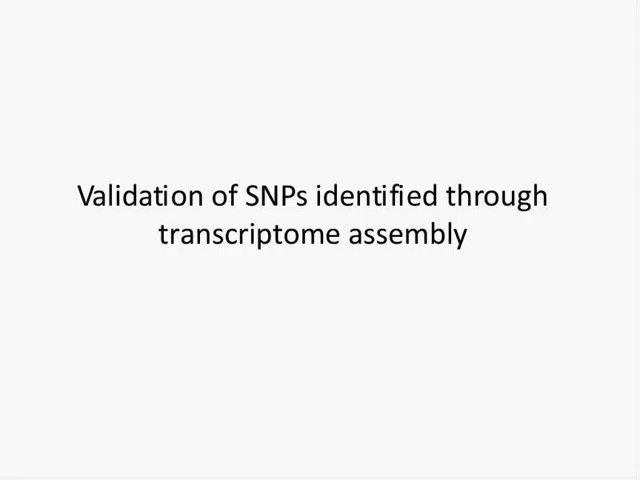 Validation of SNPs identified through
transcriptome assembly